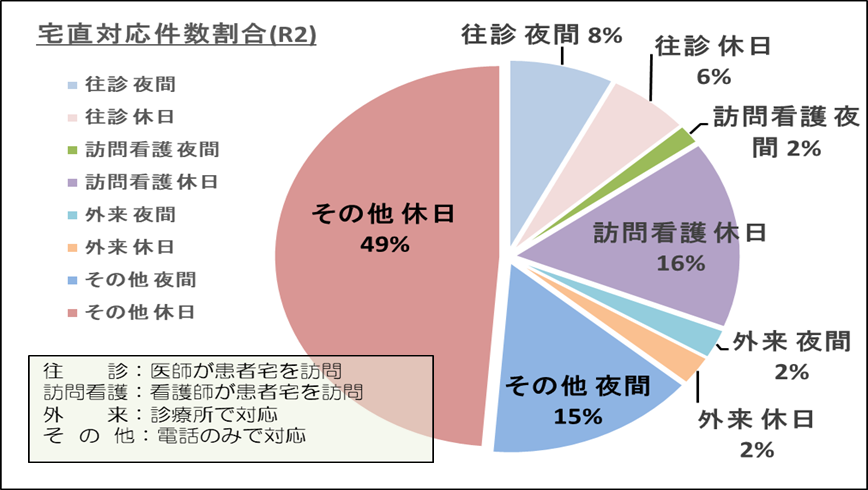 宅直対応件数割合(R2)
往診 夜間
往診 休日
訪問看護 夜間
訪問看護 休日
外来 夜間
外来 休日
その他 夜間
その他 休日
往診 夜間 8%
往診 休日
6%
訪問看護 夜
間 2%
訪問看護 休日
16%
外来 夜間
2%
外来 休日
2%
その他 夜間
15%
その他 休日
49%
往　　診：医師が患者宅を訪問
訪問看護：看護師が患者宅を訪問
外　　来：診療所で対応
そ の 他：電話のみで対応